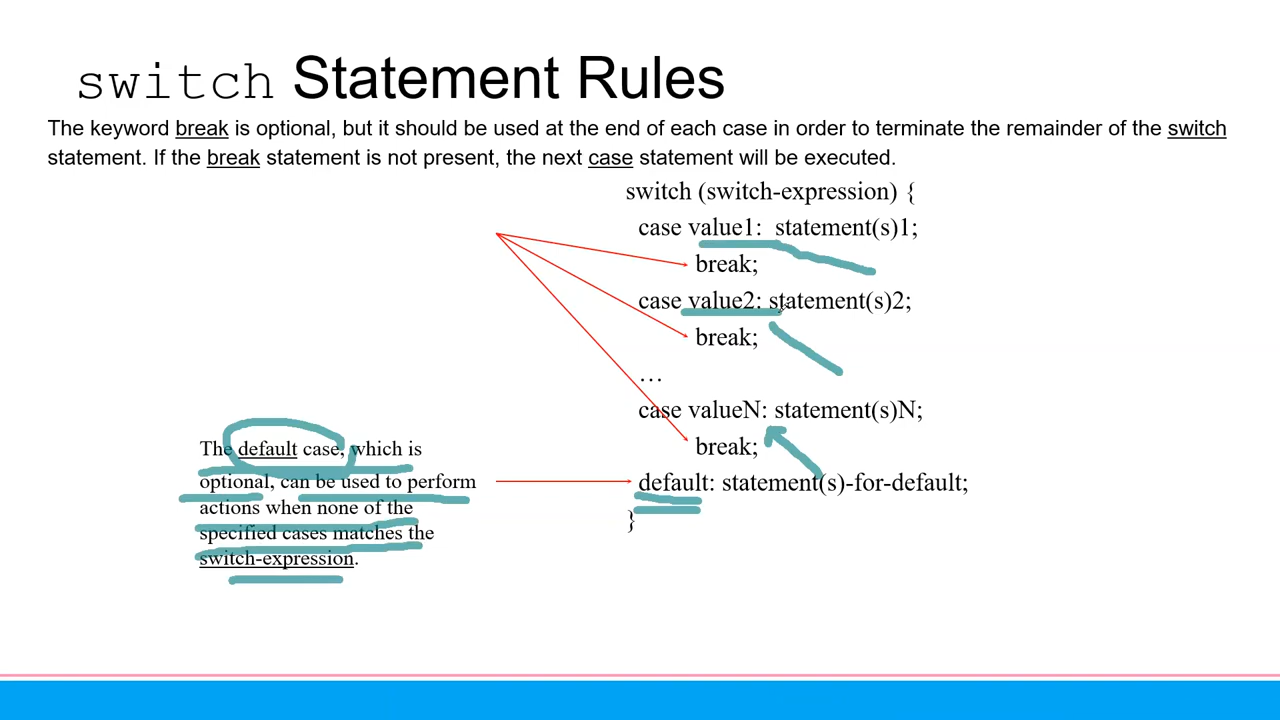 switch Statement Rules
The keyword break is optional, but it should be used at the end of each case in order to terminate the remainder of the switch
statement. If the break statement is not present, the next case statement will be executed.
switch (switch-expression) {
case value1: statement(s)1;
break;
case value2: statement(s)2;
break;
…
case valueN: statement(s)N;
break;
default: statement(s)-for-default;
}
The default case, which is
optional, can be used to perform
actions when none of the
specified cases matches the
switch-expression.